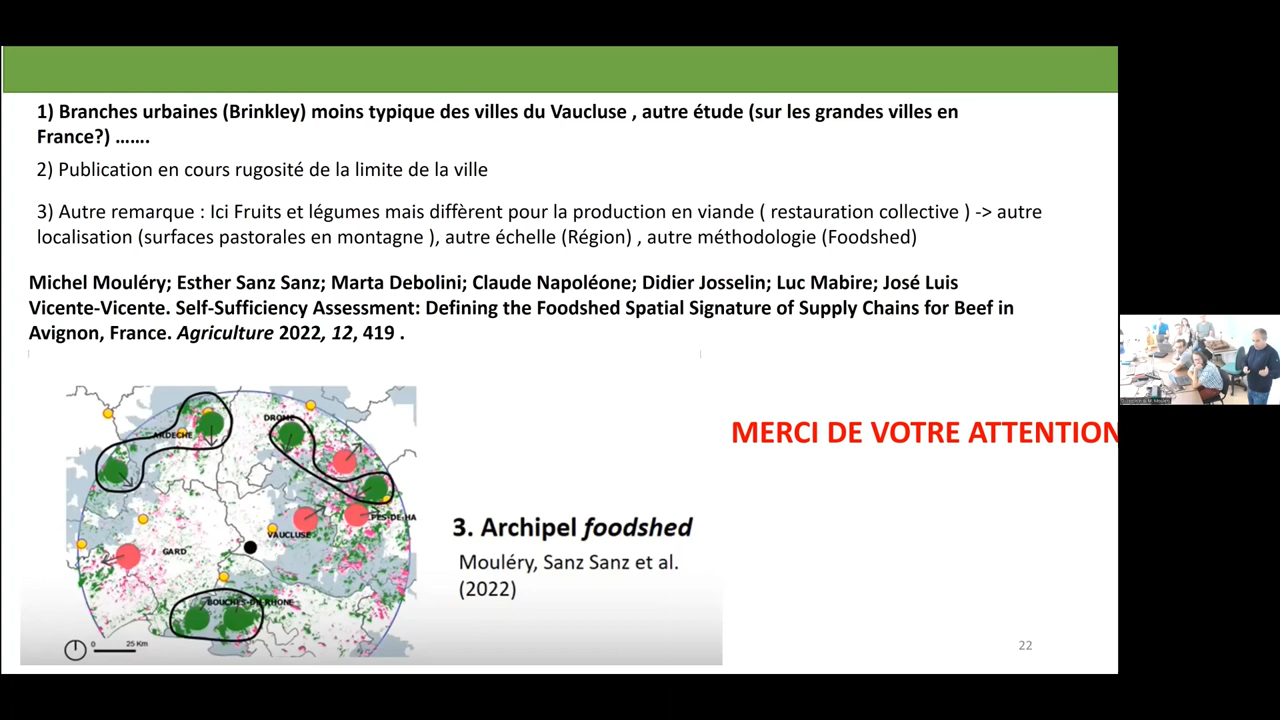 1) Branches urbaines (Brinkley) moins typique des villes du Vaucluse , autre étude (sur les grandes villes en
France?) …….
2) Publication en cours rugosité de la limite de la ville
3) Autre remarque : Ici Fruits et légumes mais diffèrent pour la production en viande ( restauration collective ) -> autre
localisation (surfaces pastorales en montagne ), autre échelle (Région) , autre méthodologie (Foodshed)
Michel Mouléry; Esther Sanz Sanz; Marta Debolini; Claude Napoléone; Didier Josselin; Luc Mabire; José Luis
Vicente-Vicente. Self-Sufficiency Assessment: Defining the Foodshed Spatial Signature of Supply Chains for Beef in
Avignon, France. Agriculture 2022, 12, 419 .
DROME
ARDECHE
MERCI DE VOTRE ATTENTION
PES-DE-HA
VAUCLUSE
GARD
3. Archipel foodshed
Mouléry, Sanz Sanz et al.
(2022)
BOUCHES-DU-RHONE
0 25 Km
22